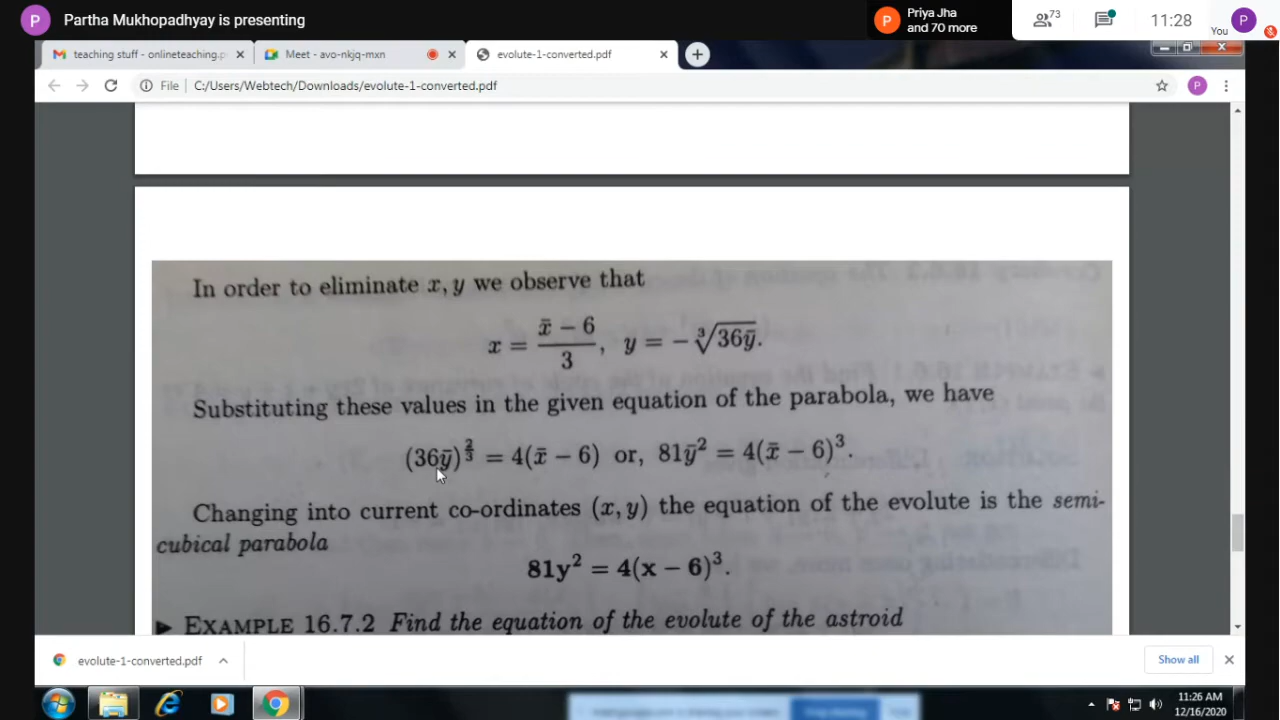 P Partha Mukhopadhyay is presenting
P Priya Jha
and 70 more
73
11:28
P
You
teaching stuff - onlineteaching.p
Meet - avo-nkjq-mxn
evolute-1-converted.pdf
File | C:/Users/Webtech/Downloads/evolute-1-converted.pdf
P
In order to eliminate x, y we observe that
x = (x̄ − 6)/3, y = −∛(36ȳ).
Substituting these values in the given equation of the parabola, we have
(36ȳ)^(2/3) = 4(x̄ − 6) or, 81ȳ² = 4(x̄ − 6)³.
Changing into current co-ordinates (x, y) the equation of the evolute is the semi-
cubical parabola
81y² = 4(x − 6)³.
► EXAMPLE 16.7.2 Find the equation of the evolute of the astroid
evolute-1-converted.pdf
Show all
11:26 AM
12/16/2020